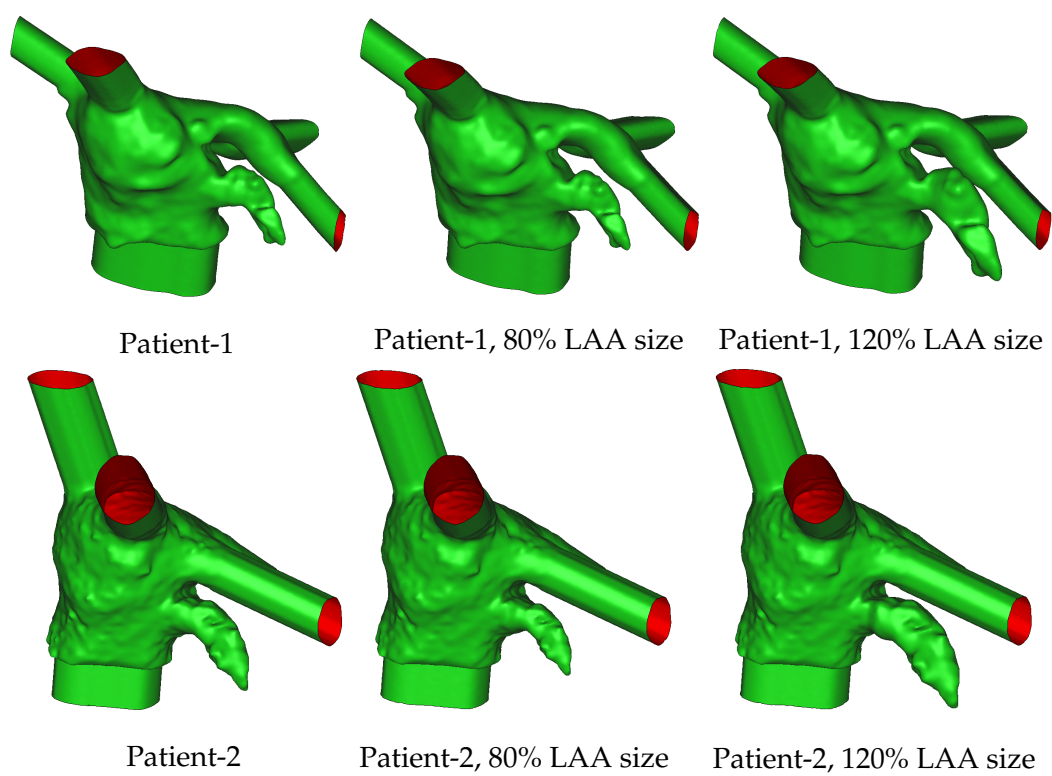 Patient-1
Patient-1, 80% LAA size
Patient-1, 120% LAA size
Patient-2
Patient-2, 80% LAA size
Patient-2, 120% LAA size